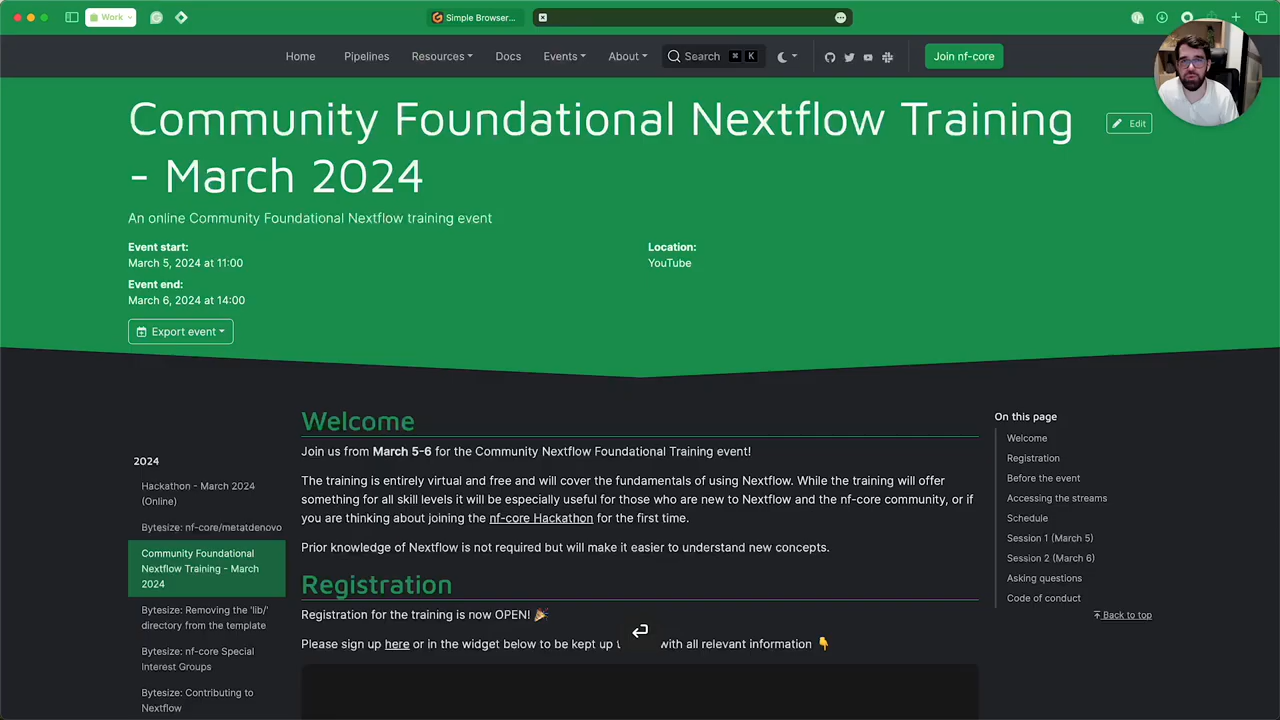 Work
Simple Browser...
Home
Pipelines
Resources
Docs
Events
About
Search ⌘ K
Join nf-core
Community Foundational Nextflow Training
- March 2024
Edit
An online Community Foundational Nextflow training event
Event start:
March 5, 2024 at 11:00
Location:
YouTube
Event end:
March 6, 2024 at 14:00
Export event
2024
Hackathon - March 2024
(Online)
Bytesize: nf-core/metatdenovo
Community Foundational
Nextflow Training - March
2024
Bytesize: Removing the 'lib/'
directory from the template
Bytesize: nf-core Special
Interest Groups
Bytesize: Contributing to
Nextflow
Welcome
Join us from March 5-6 for the Community Nextflow Foundational Training event!
The training is entirely virtual and free and will cover the fundamentals of using Nextflow. While the training will offer
something for all skill levels it will be especially useful for those who are new to Nextflow and the nf-core community, or if
you are thinking about joining the nf-core Hackathon for the first time.
Prior knowledge of Nextflow is not required but will make it easier to understand new concepts.
Registration
Registration for the training is now OPEN! 🎉
Please sign up here or in the widget below to be kept up with all relevant information 👇
On this page
Welcome
Registration
Before the event
Accessing the streams
Schedule
Session 1 (March 5)
Session 2 (March 6)
Asking questions
Code of conduct
Back to top